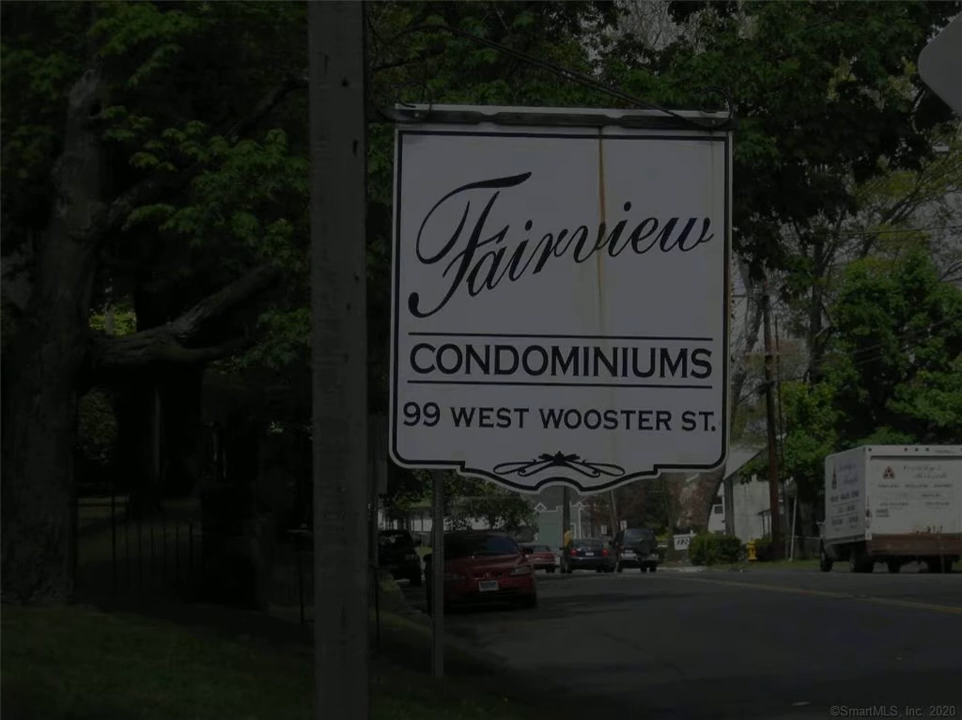 Fairview
CONDOMINIUMS
99 WEST WOOSTER ST.
©SmartMLS, Inc. 2020